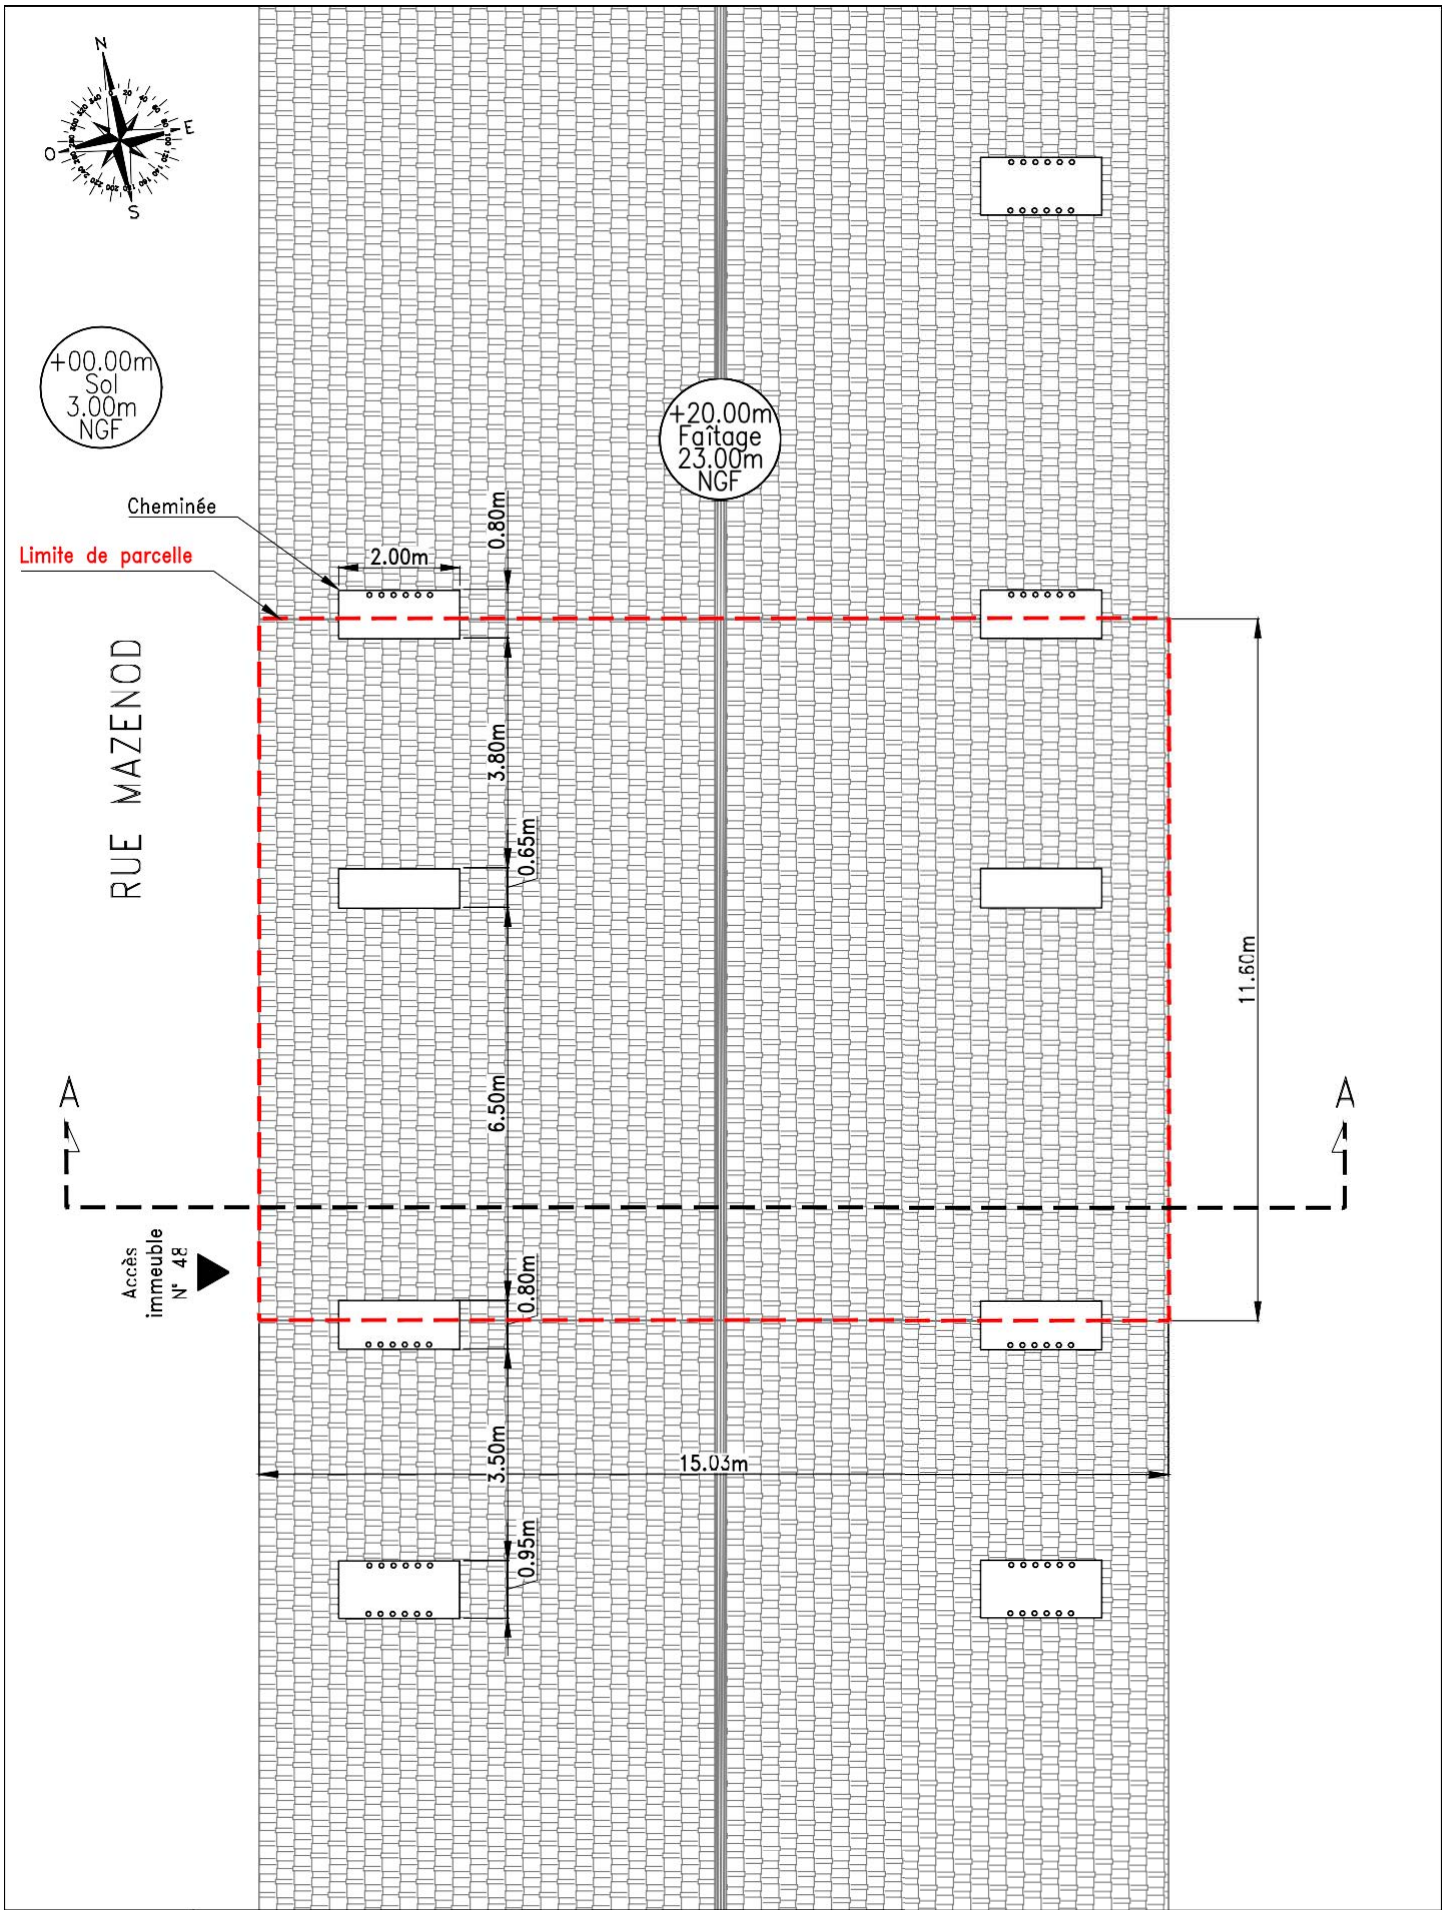 N
E
S
O
+00.00m
Sol
3.00m
NGF
+20.00m
Faîtage
23.00m
NGF
Cheminée
Limite de parcelle
2.00m
0.80m
RUE MAZENOD
3.80m
0.65m
11.60m
6.50m
A
A
Accès
immeuble
N° 48
0.80m
3.50m
15.03m
0.95m